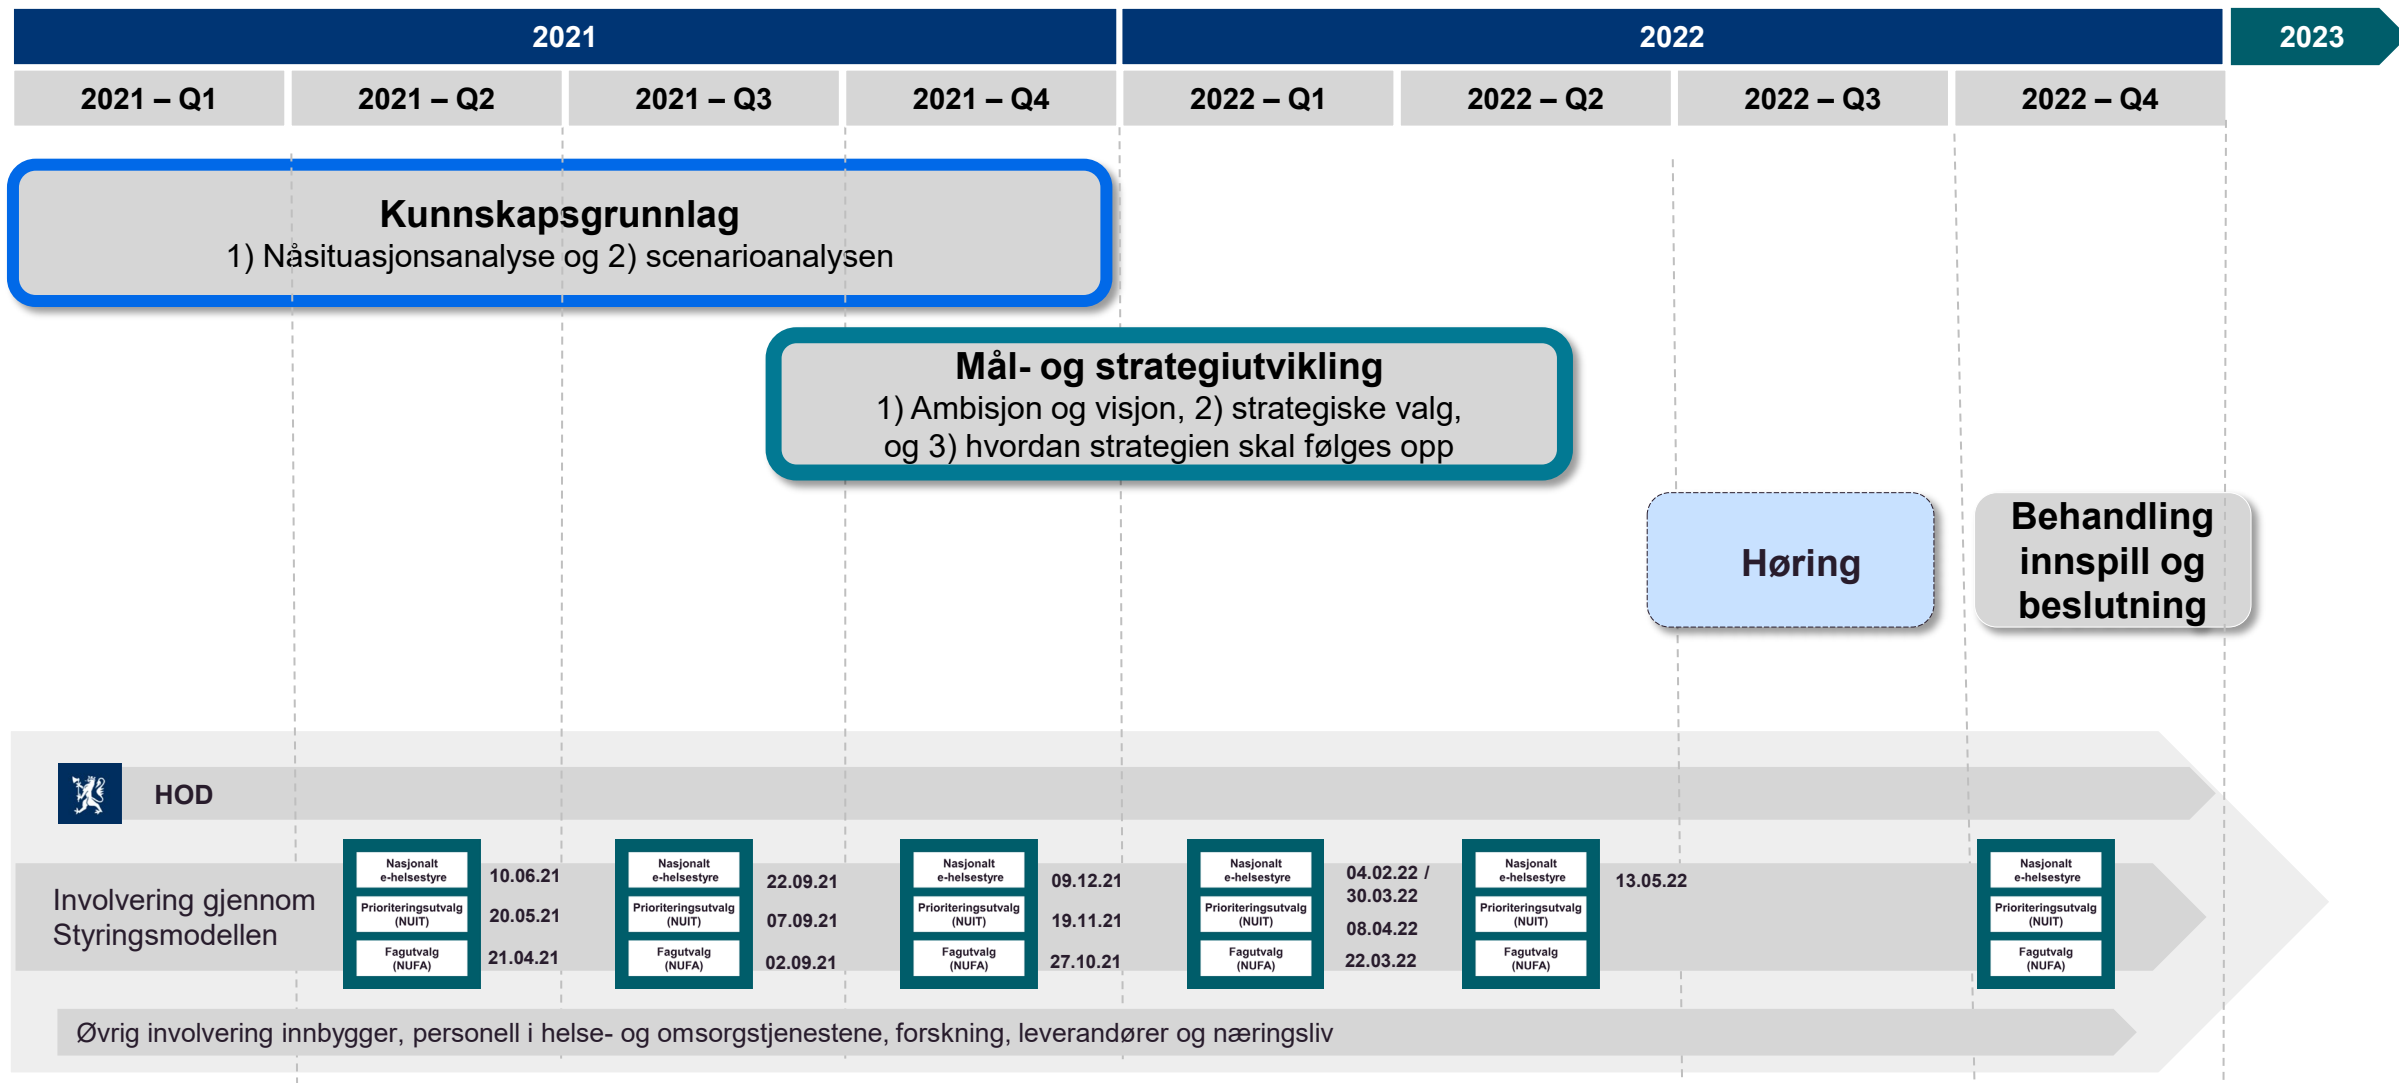 2021
2022
2023
2021 – Q1
2021 – Q2
2021 – Q3
2021 – Q4
2022 – Q1
2022 – Q2
2022 – Q3
2022 – Q4
Kunnskapsgrunnlag
1) Nåsituasjonsanalyse og 2) scenarioanalysen
Mål- og strategiutvikling
1) Ambisjon og visjon, 2) strategiske valg,
og 3) hvordan strategien skal følges opp
Høring
Behandling
innspill og
beslutning
HOD
Involvering gjennom
Styringsmodellen
Nasjonalt
e-helsestyre
Prioriteringsutvalg
(NUIT)
Fagutvalg
(NUFA)
10.06.21
20.05.21
21.04.21
Nasjonalt
e-helsestyre
Prioriteringsutvalg
(NUIT)
Fagutvalg
(NUFA)
22.09.21
07.09.21
02.09.21
Nasjonalt
e-helsestyre
Prioriteringsutvalg
(NUIT)
Fagutvalg
(NUFA)
09.12.21
19.11.21
27.10.21
Nasjonalt
e-helsestyre
Prioriteringsutvalg
(NUIT)
Fagutvalg
(NUFA)
04.02.22 /
30.03.22
08.04.22
22.03.22
Nasjonalt
e-helsestyre
Prioriteringsutvalg
(NUIT)
Fagutvalg
(NUFA)
13.05.22
Nasjonalt
e-helsestyre
Prioriteringsutvalg
(NUIT)
Fagutvalg
(NUFA)
Øvrig involvering innbygger, personell i helse- og omsorgstjenestene, forskning, leverandører og næringsliv